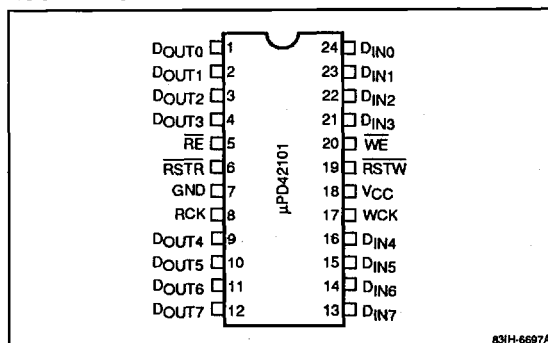 DOUT0 1 24 DIN0
DOUT1 2 23 DIN1
DOUT2 3 22 DIN2
DOUT3 4 21 DIN3
RE 5 20 WE
RSTR 6 19 RSTW
GND 7 18 VCC
RCK 8 17 WCK
DOUT4 9 16 DIN4
DOUT5 10 15 DIN5
DOUT6 11 14 DIN6
DOUT7 12 13 DIN7
µPD42101
83IH-6697A